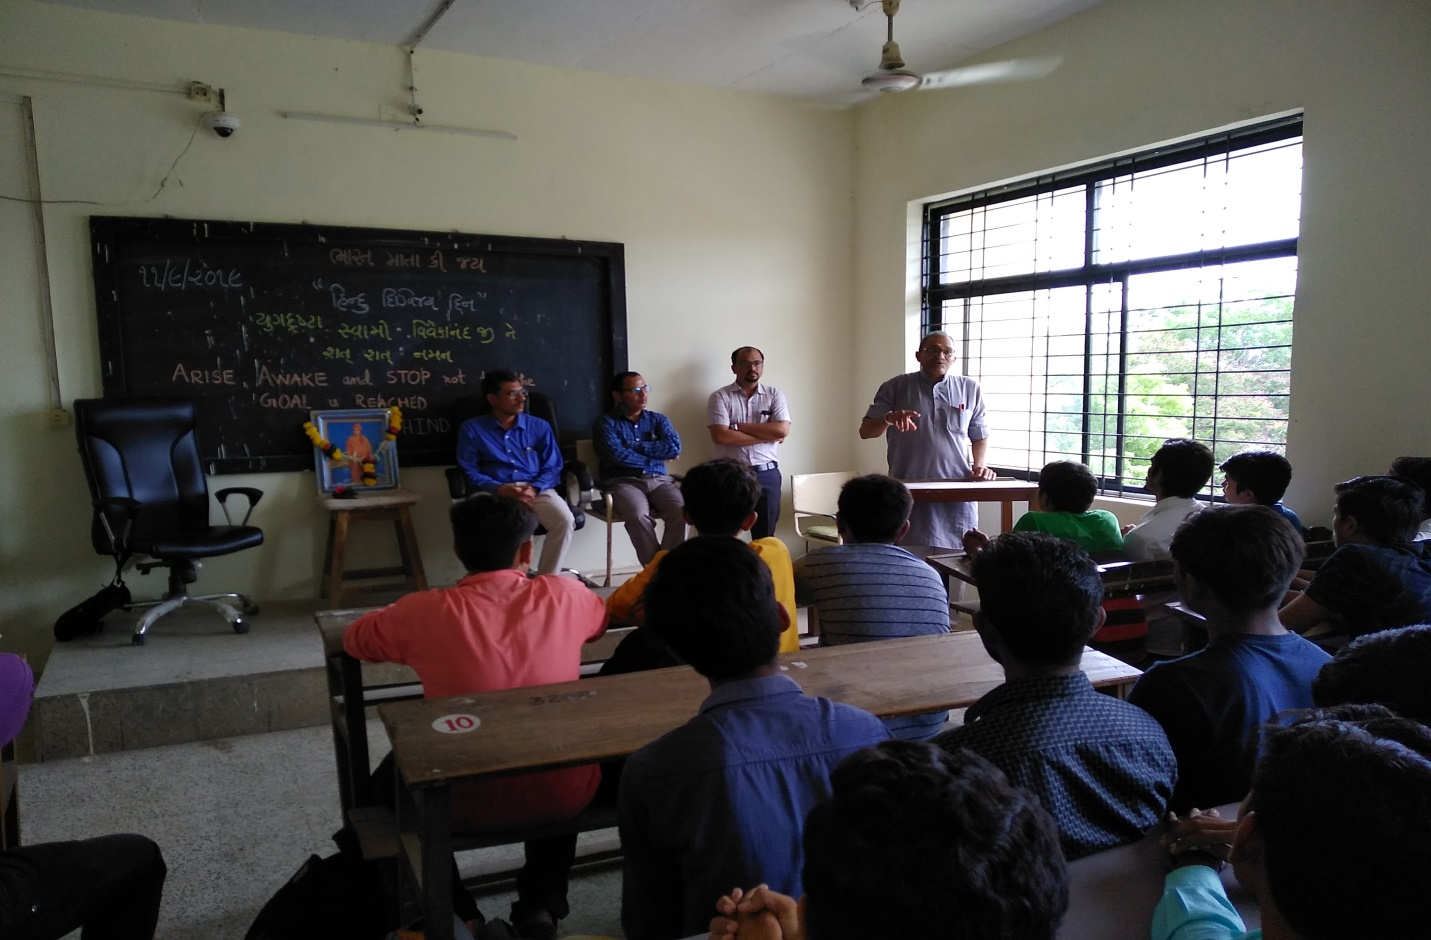 ભારત માતા કી જય
૧૧/૯/૨૦૧૯
"હિન્દુ દિગ્વિજય દિન"
યુગદૃષ્ટા સ્વામી વિવેકાનંદ જી ને
શત્ શત્ નમન
ARISE, AWAKE and STOP not
GOAL is REACHED
HIND
10